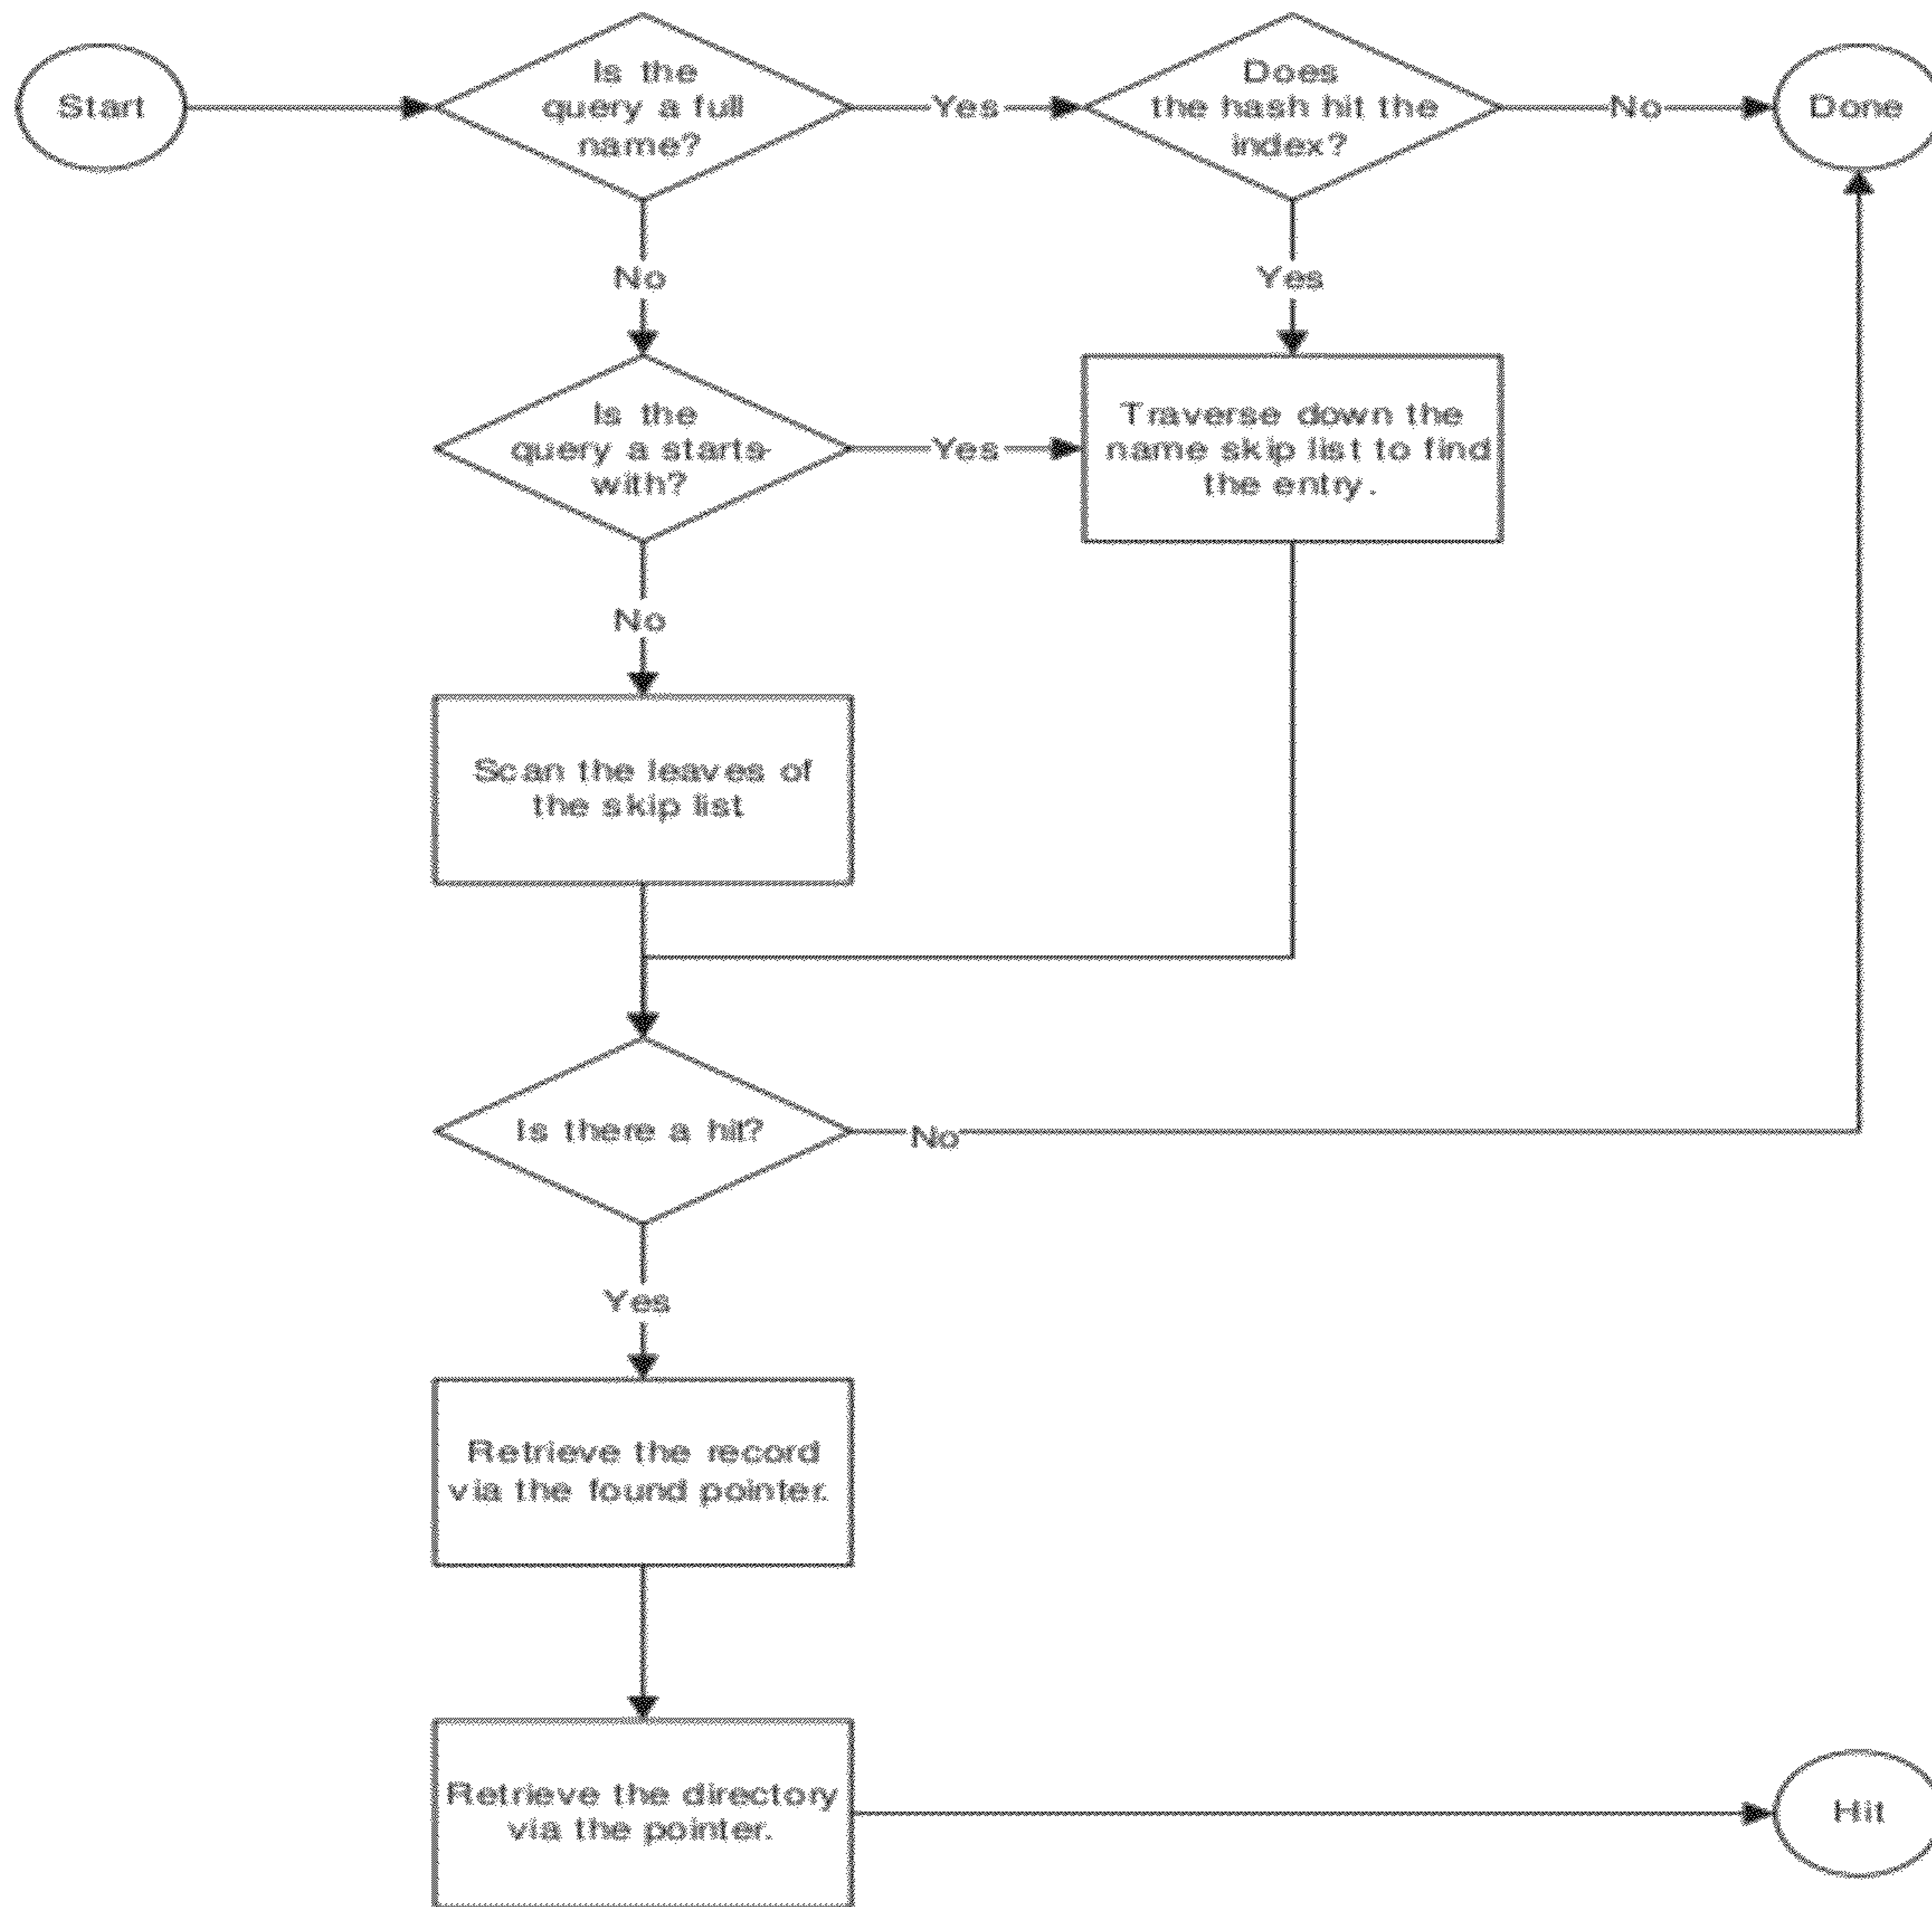 Start
Is the
query a full
name?
Yes
Does
the hash hit the
index?
No
Done
No
Yes
Is the
query a starts-
with?
Yes
Traverse down the
name skip list to find
the entry.
No
Scan the leaves of
the skip list
Is there a hit?
No
Yes
Retrieve the record
via the found pointer.
Retrieve the directory
via the pointer.
Hit